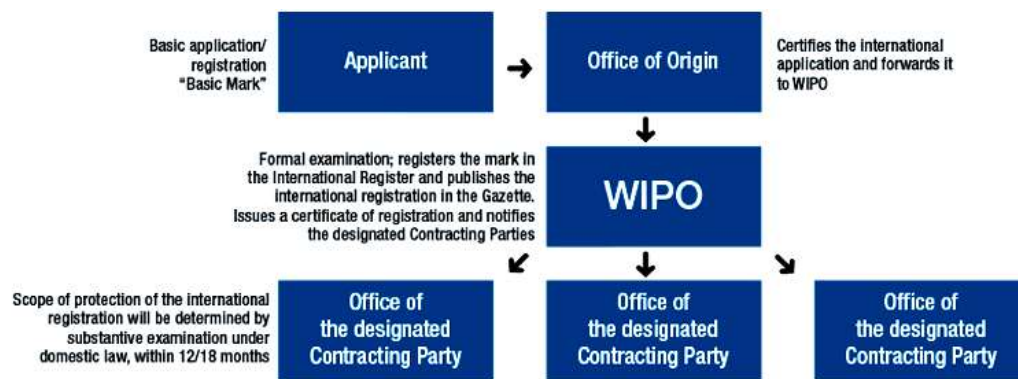 Basic application/
registration
“Basic Mark”
Applicant
Office of Origin
Certifies the international
application and forwards it
to WIPO
Formal examination; registers the mark in
the International Register and publishes the
international registration in the Gazette.
Issues a certificate of registration and notifies
the designated Contracting Parties
WIPO
Scope of protection of the international
registration will be determined by
substantive examination under
domestic law, within 12/18 months
Office of
the designated
Contracting Party
Office of
the designated
Contracting Party
Office of
the designated
Contracting Party